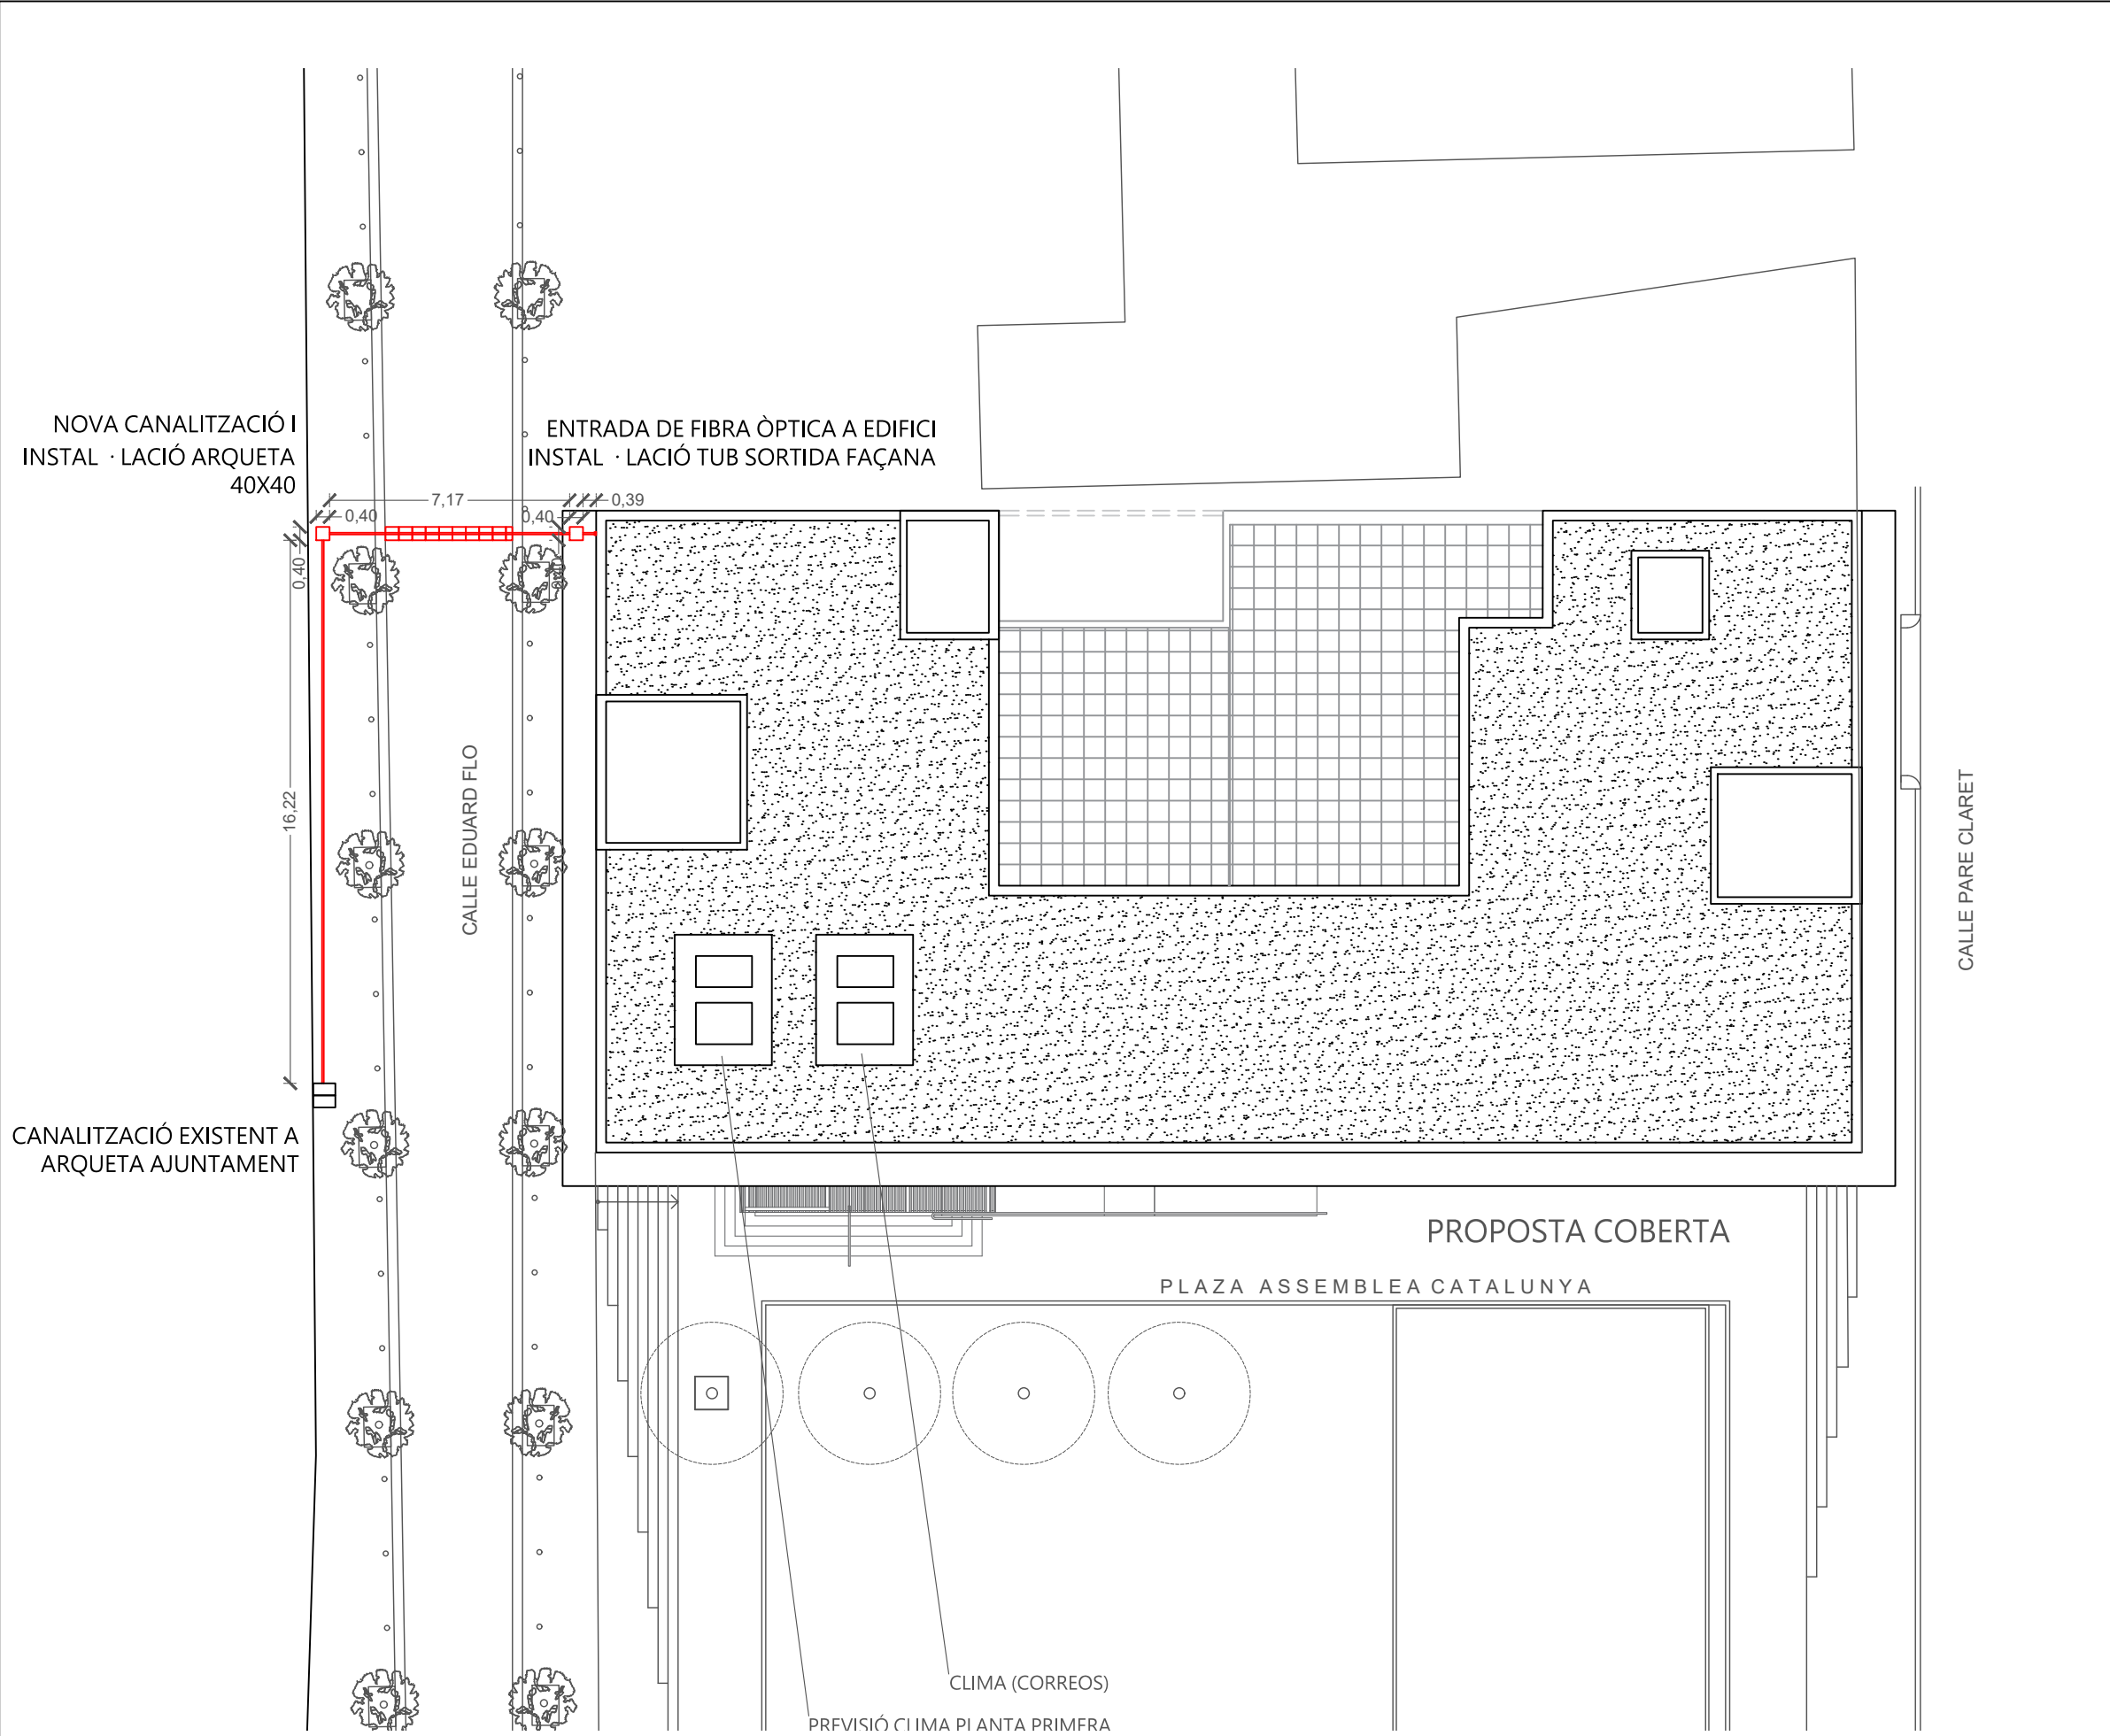 NOVA CANALITZACIÓ I
INSTAL · LACIÓ ARQUETA
40X40
ENTRADA DE FIBRA ÒPTICA A EDIFICI
INSTAL · LACIÓ TUB SORTIDA FAÇANA
7,17
0,39
0,40
0,40
0,40
16,22
CALLE EDUARD FLO
CALLE PARE CLARET
CANALITZACIÓ EXISTENT A
ARQUETA AJUNTAMENT
PROPOSTA COBERTA
PLAZA ASSEMBLEA CATALUNYA
CLIMA (CORREOS)
PREVISIÓ CLIMA PLANTA PRIMERA